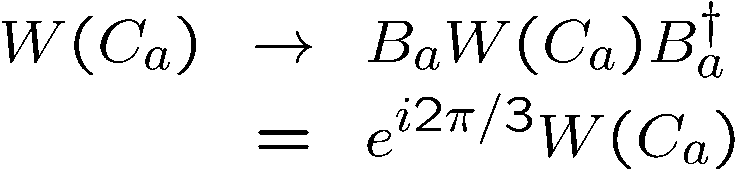 W(C_a) → B_a W(C_a) B_a^†
= e^{i2π/3} W(C_a)